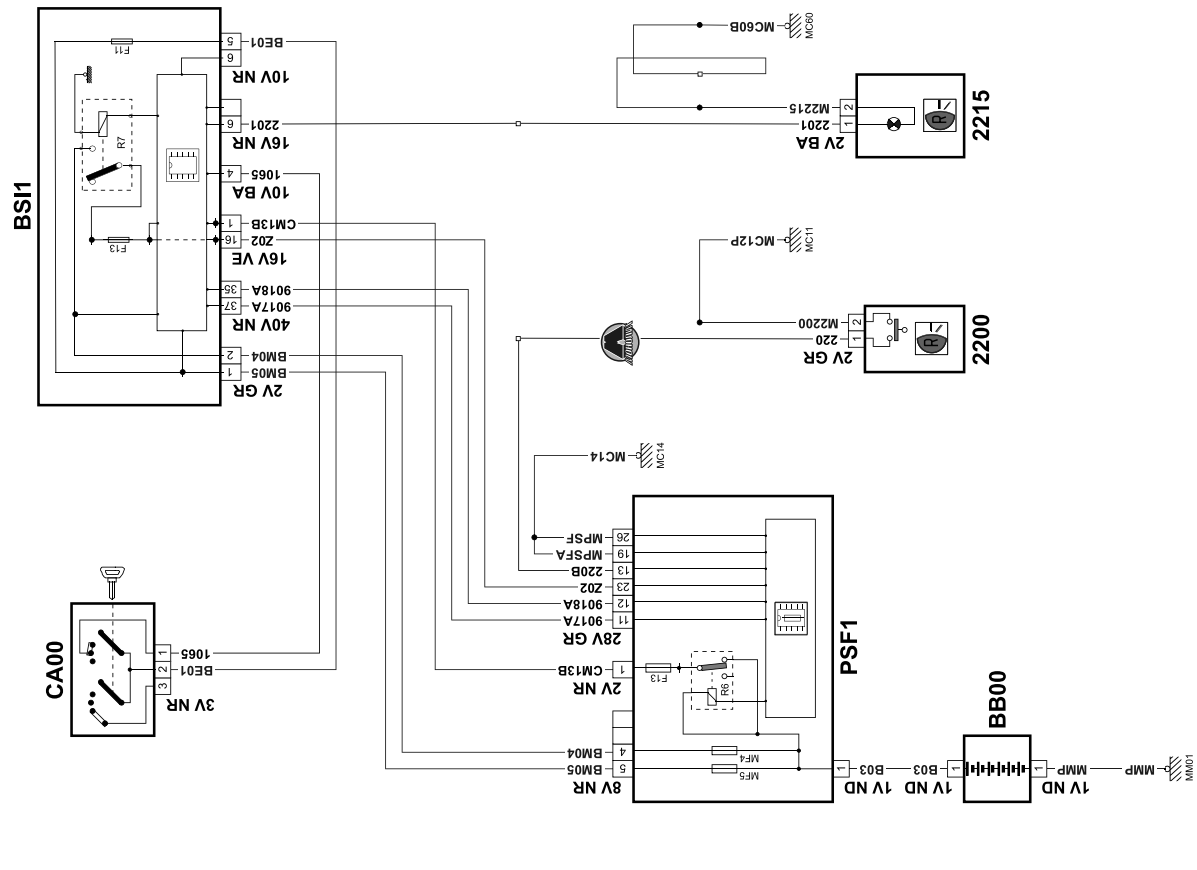 BSI1
F11
R7
F13
5
BE01
6
10V NR
6
2201
16V NR
4
1065
10V BA
1
CM13B
16
Z02
16V VE
35
9018A
37
9017A
40V NR
2
BM04
1
BM05
2V GR
MC60B
MC60
M2215
2
2201
1
2V BA
R
2215
MC12P
MC11
M2200
2
220
1
2V GR
R
2200
MC14
MC14
CA00
1
1065
2
BE01
3
3V NR
MPSF
26
MPSFA
19
220B
13
Z02
23
9018A
12
9017A
11
28V GR
CM13B
1
2V NR
F13
R6
BM04
4
BM05
5
8V NR
MF4
MF5
PSF1
1
B03
1V ND
B03
1
1V ND
BB00
1
MMP
1V ND
MMP
MM01